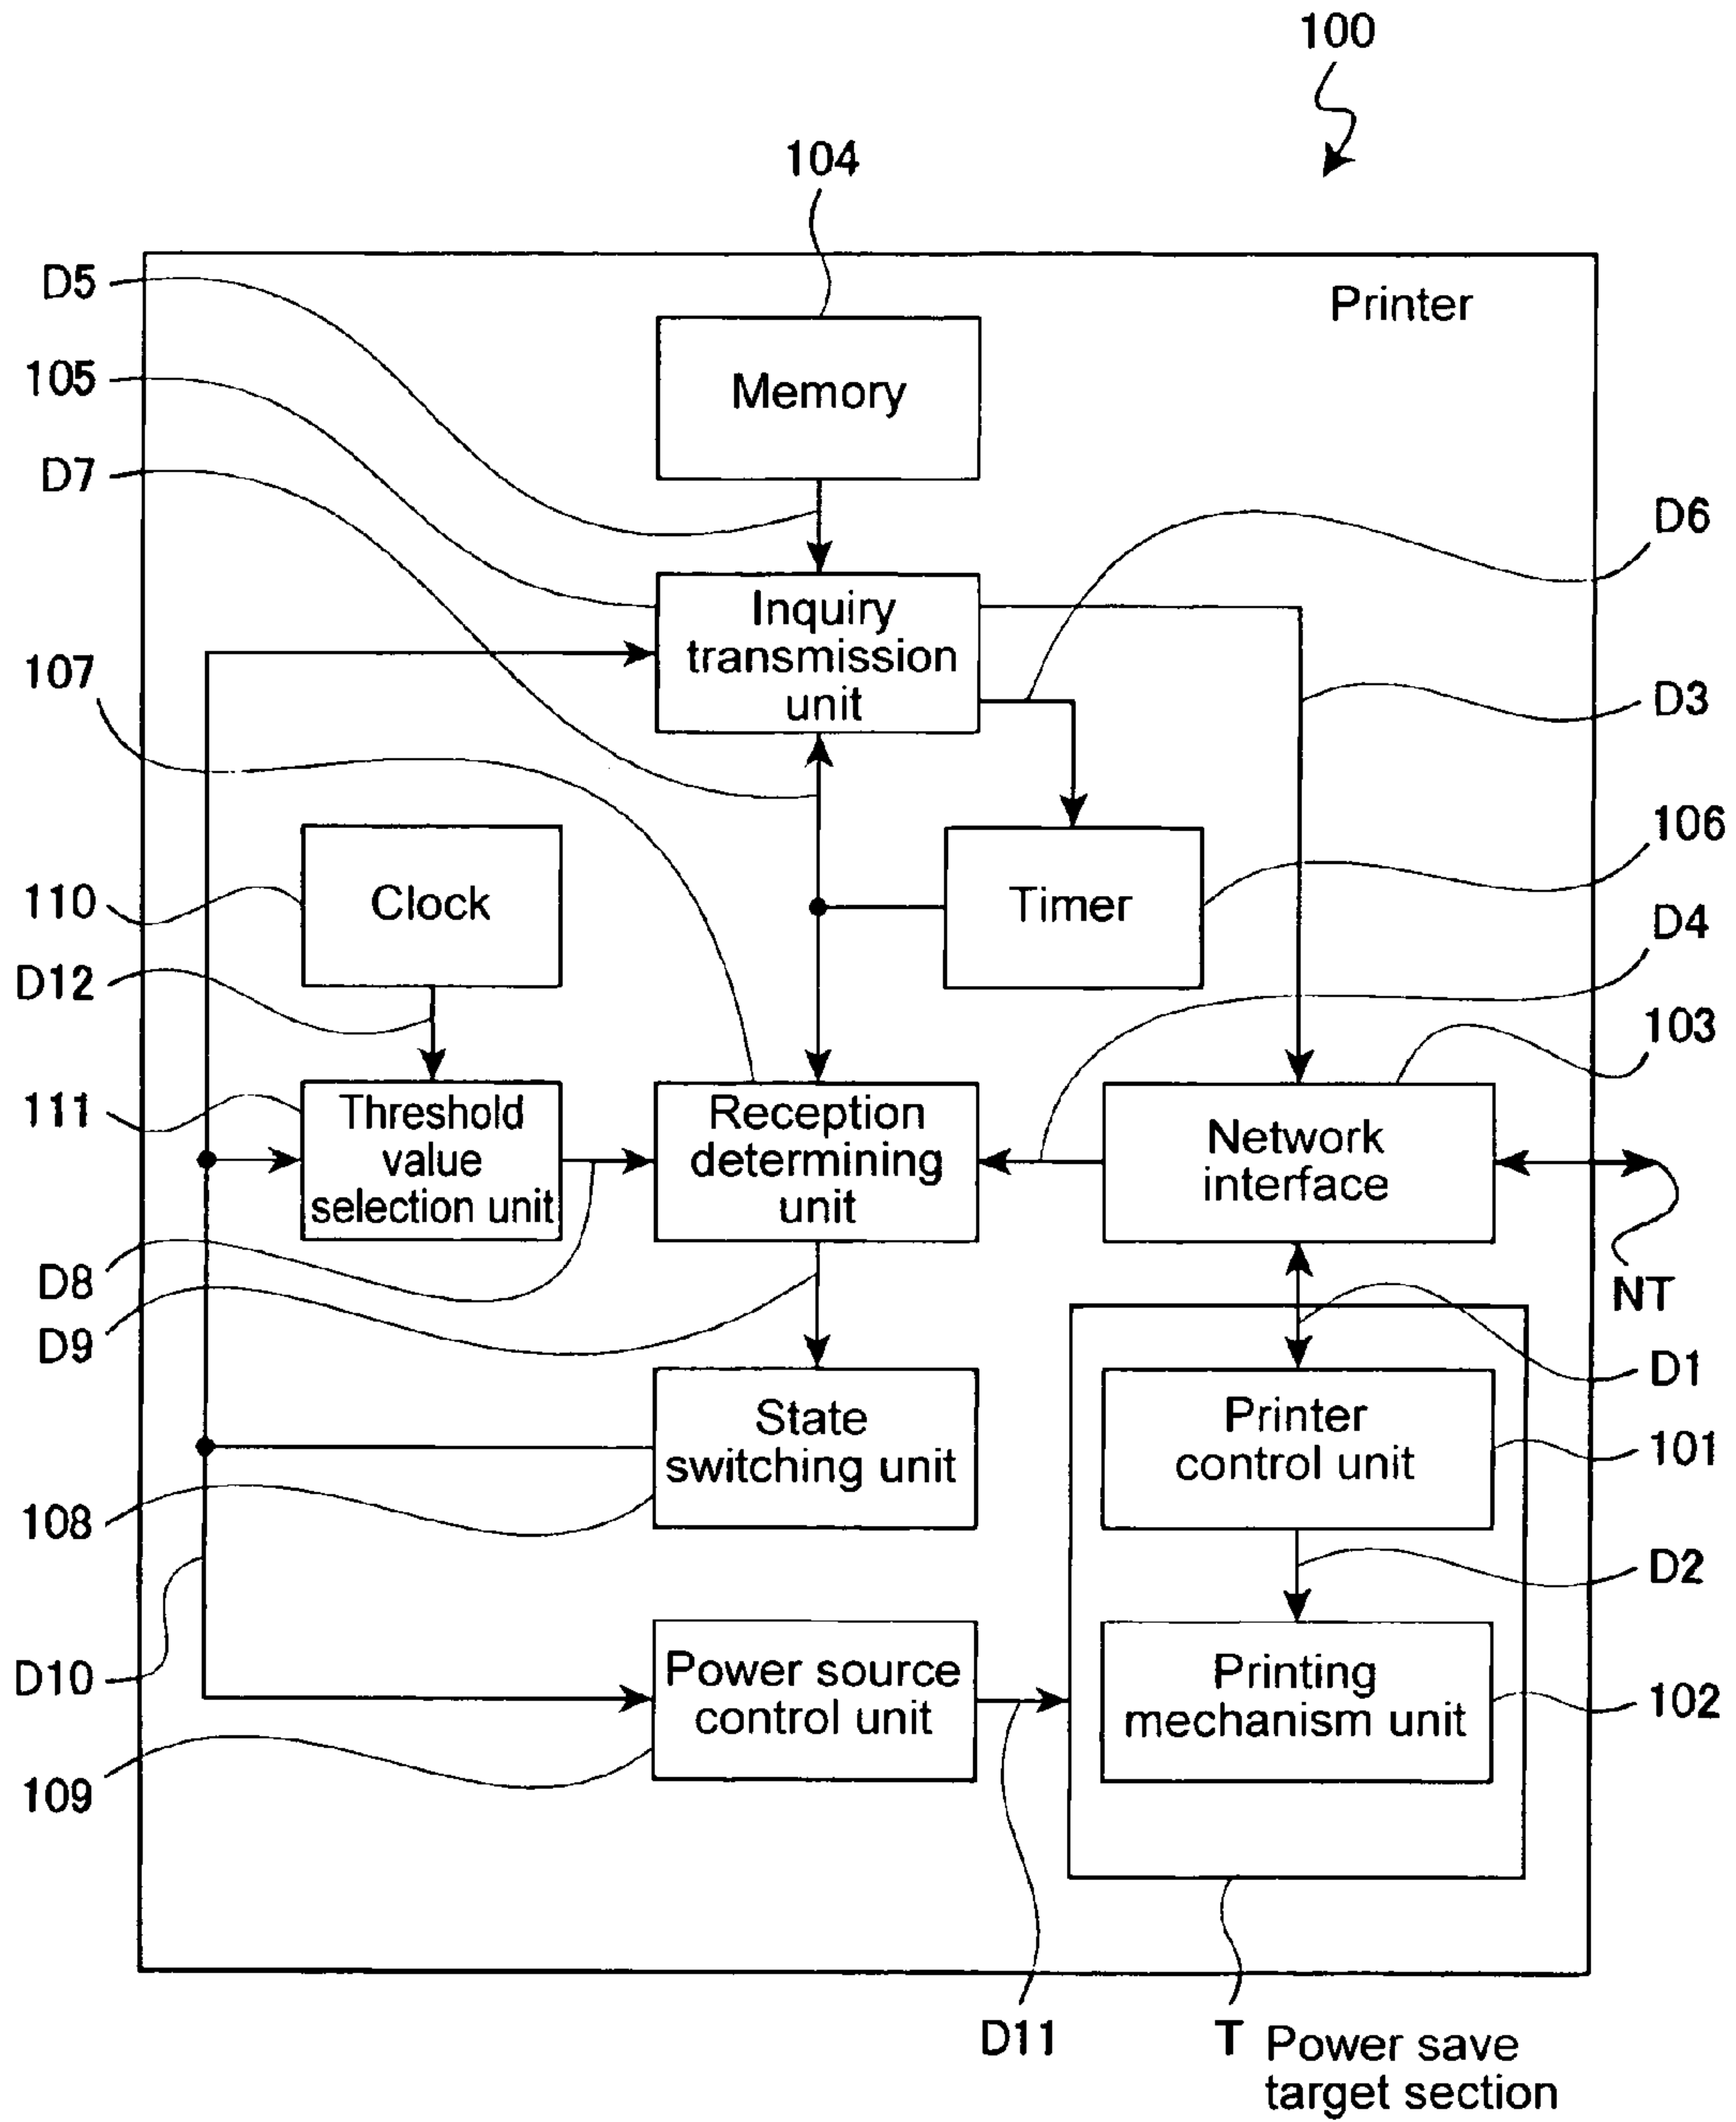 100
104
D5
Printer
105
Memory
D7
D6
Inquiry
transmission
unit
107
D3
106
110
Clock
Timer
D4
D12
103
111
Threshold
value
selection unit
Reception
determining
unit
Network
interface
D8
NT
D9
D1
State
switching unit
Printer
control unit
101
108
D2
D10
Power source
control unit
Printing
mechanism unit
102
109
D11
T Power save
target section